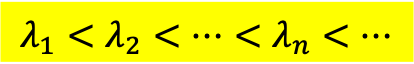 λ₁ < λ₂ < ⋯ < λₙ < ⋯